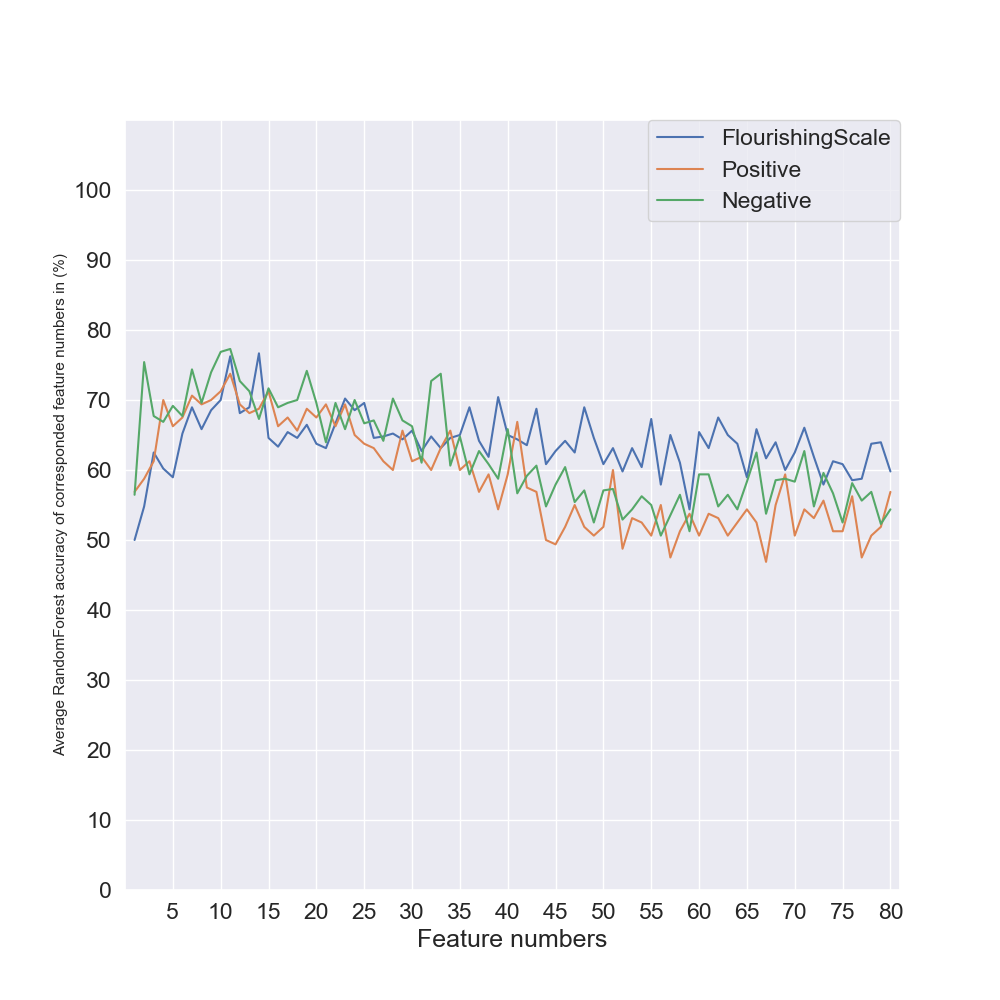 FlourishingScale
Positive
Negative
100
90
80
70
60
50
40
30
20
10
0
Average RandomForest accuracy of corresponded feature numbers in (%)
5 10 15 20 25 30 35 40 45 50 55 60 65 70 75 80
Feature numbers